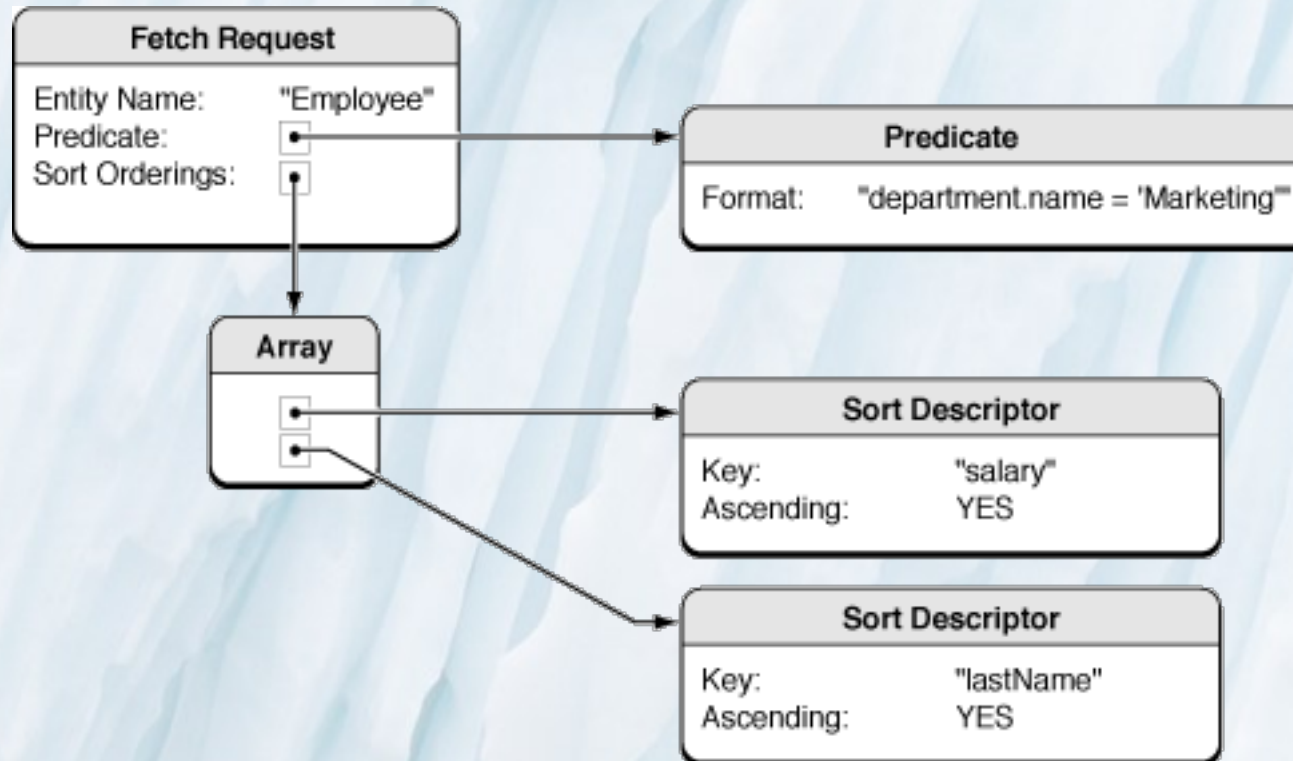 Fetch Request
Entity Name: "Employee"
Predicate:
Sort Orderings:
Predicate
Format: "department.name = 'Marketing'"
Array
Sort Descriptor
Key: "salary"
Ascending: YES
Sort Descriptor
Key: "lastName"
Ascending: YES